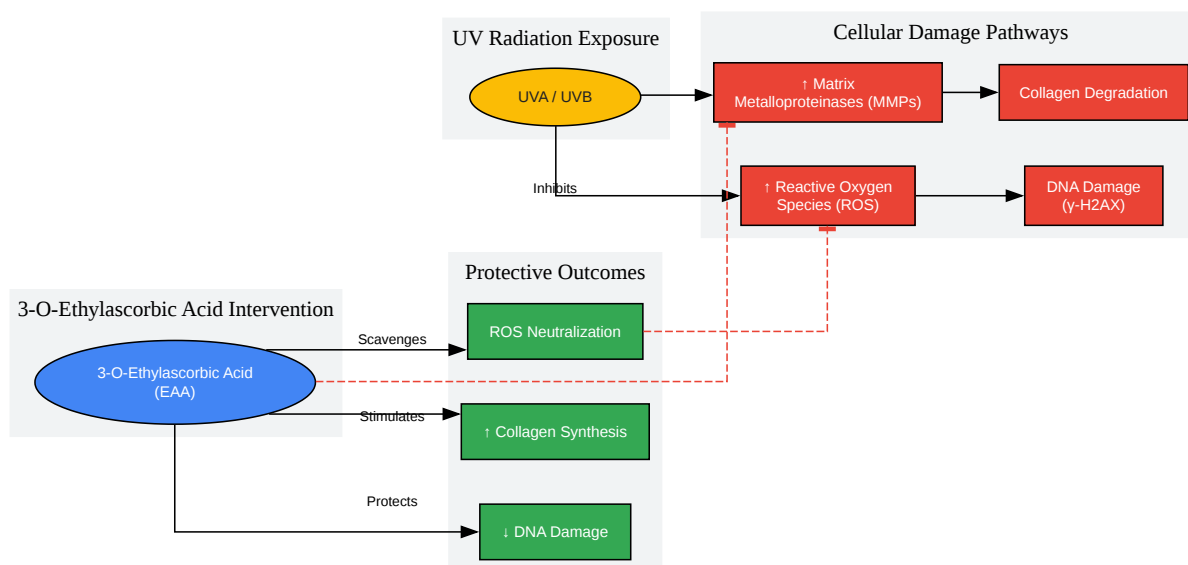 UV Radiation Exposure
UVA / UVB
Inhibits
Cellular Damage Pathways
↑ Matrix
Metalloproteinases (MMPs)
Collagen Degradation
↑ Reactive Oxygen
Species (ROS)
DNA Damage
(γ-H2AX)
3-O-Ethylascorbic Acid Intervention
3-O-Ethylascorbic Acid
(EAA)
Scavenges
Stimulates
Protects
Protective Outcomes
ROS Neutralization
↑ Collagen Synthesis
↓ DNA Damage